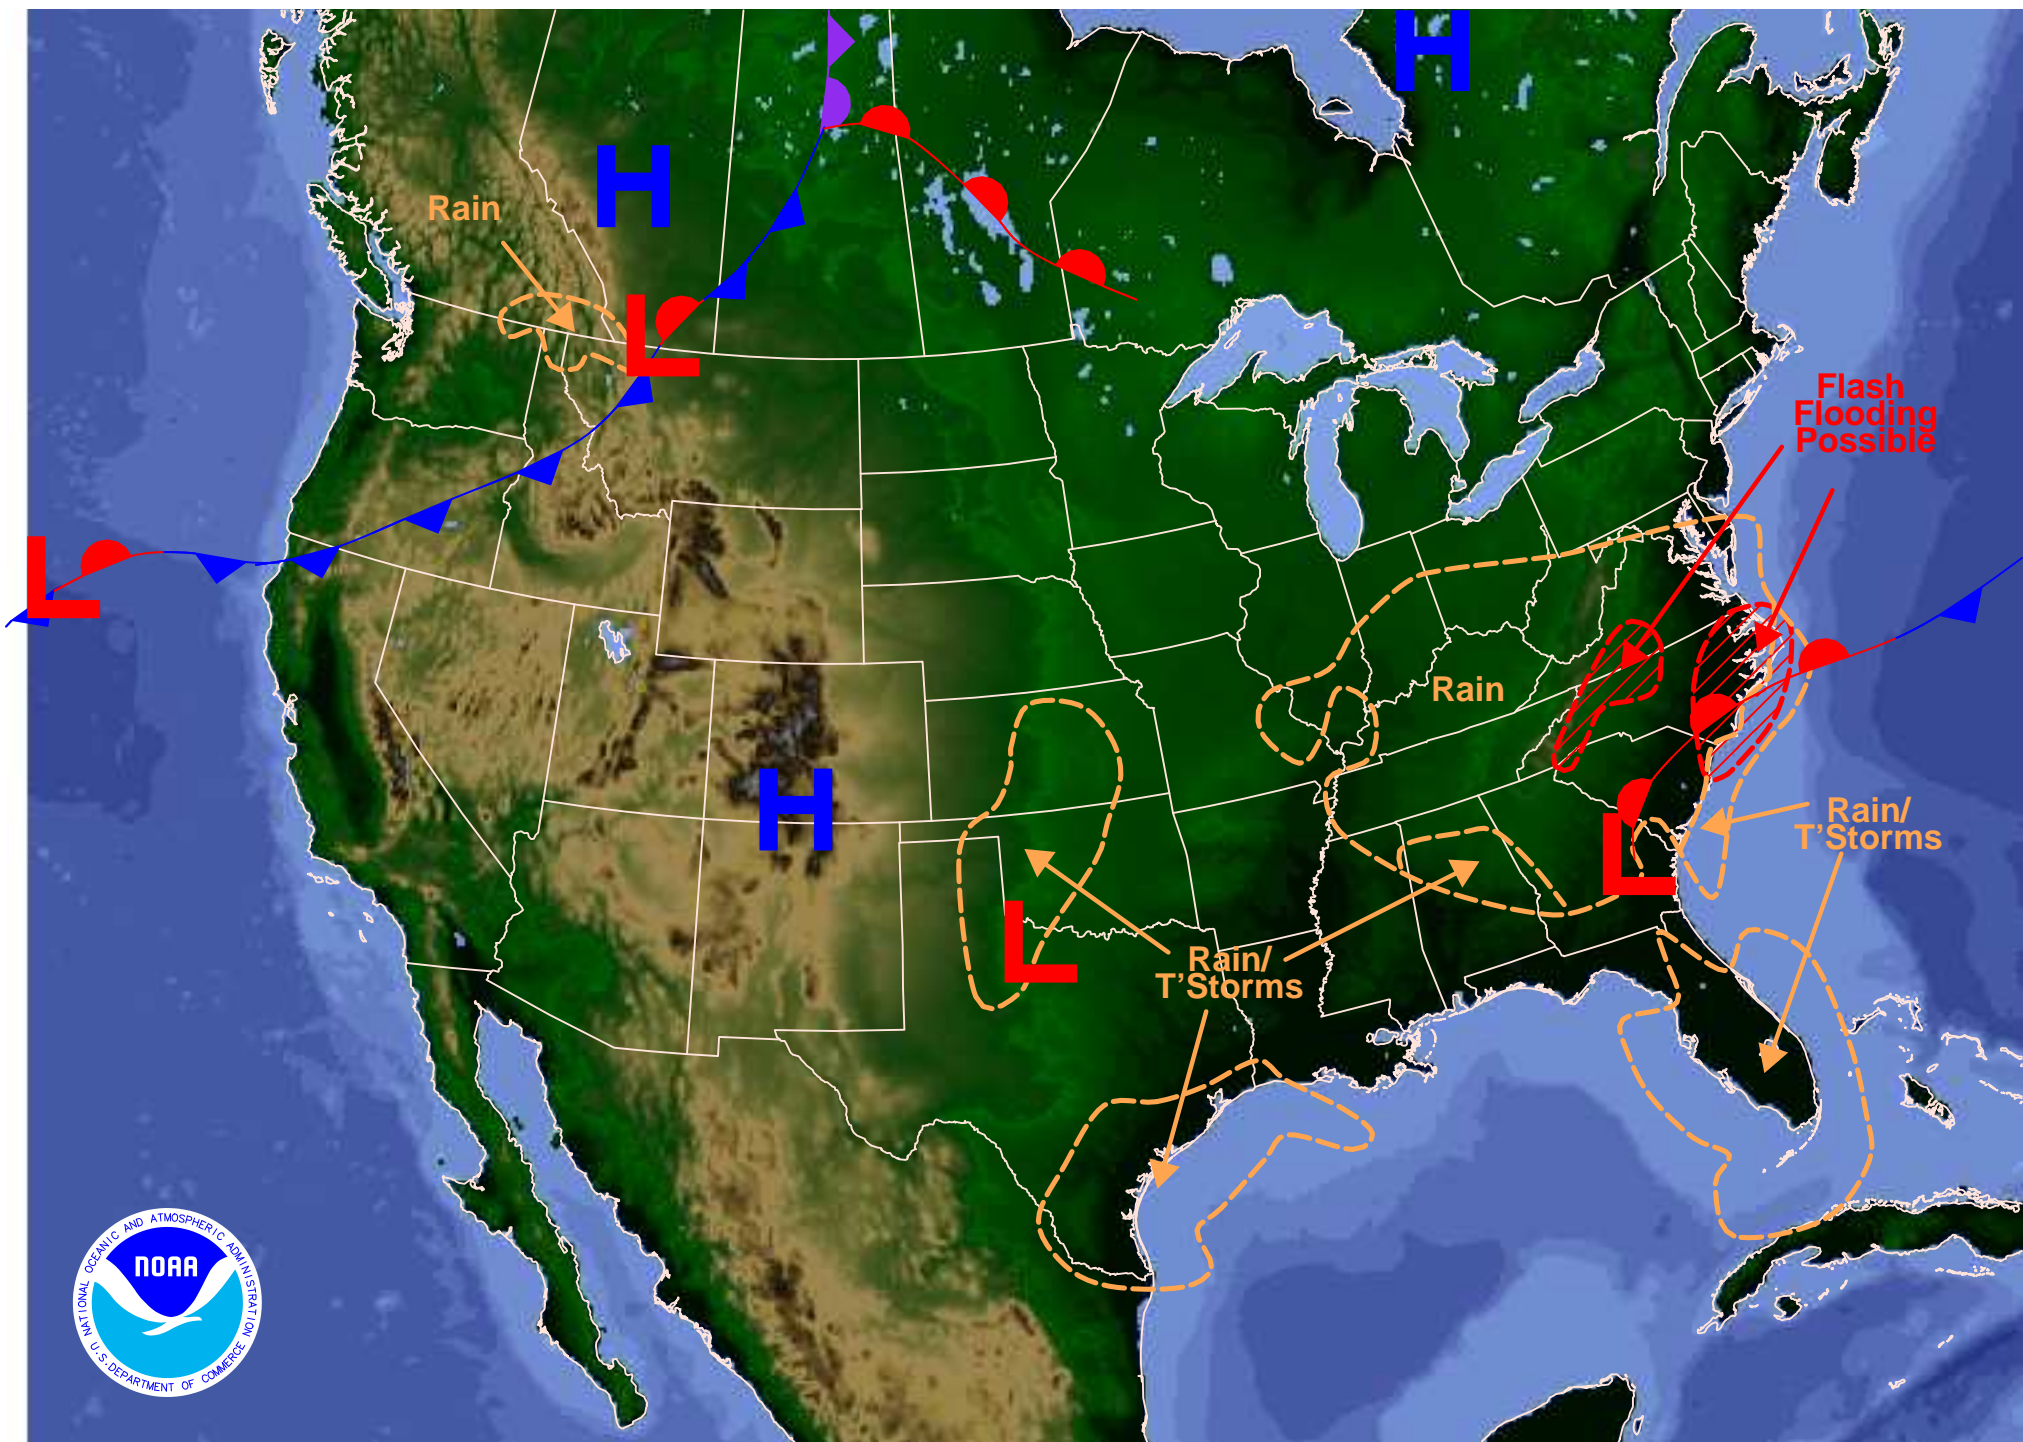 H
H
Rain
L
Flash
Flooding
Possible
L
Rain
H
Rain/
T'Storms
L
L
Rain/
T'Storms
NATIONAL OCEANIC AND ATMOSPHERIC ADMINISTRATION
NOAA
U.S. DEPARTMENT OF COMMERCE